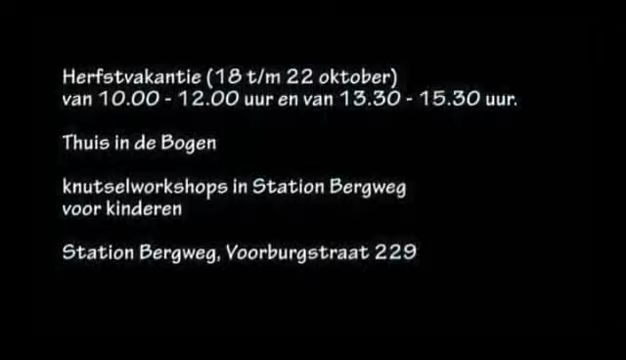 Herfstvakantie (18 t/m 22 oktober)
van 10.00 - 12.00 uur en van 13.30 - 15.30 uur.
Thuis in de Bogen
knutselworkshops in Station Bergweg
voor kinderen
Station Bergweg, Voorburgstraat 229